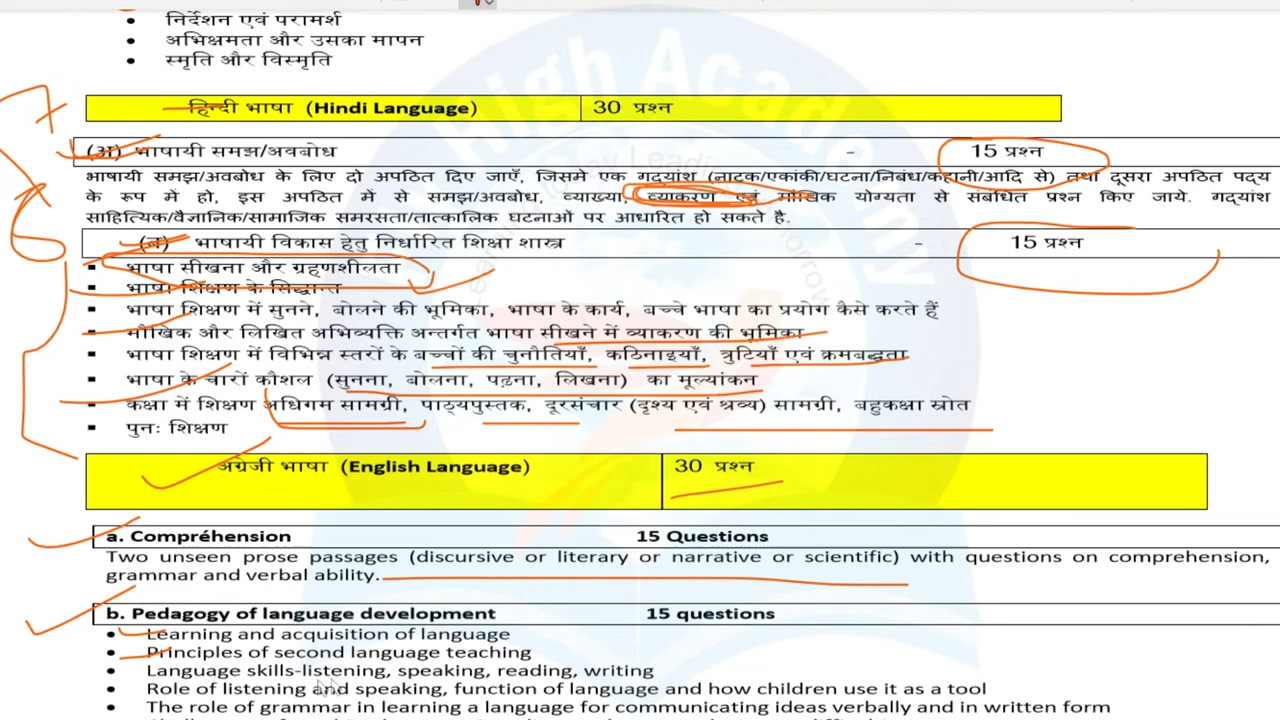 निर्देशन एवं परामर्श
अभिक्षमता और उसका मापन
स्मृति और विस्मृति
हिन्दी भाषा (Hindi Language) 30 प्रश्न
(अ) भाषायी समझ/अवबोध - 15 प्रश्न
भाषायी समझ/अवबोध के लिए दो अपठित दिए जाएँ, जिसमे एक गद्यांश (नाटक/एकांकी/घटना/निबंध/कहानी/आदि से) तथा दूसरा अपठित पद्य
के रूप में हो, इस अपठित में से समझ/अवबोध, व्याख्या, व्याकरण एवं मौखिक योग्यता से संबंधित प्रश्न किए जाये. गद्यांश
साहित्यिक/वैज्ञानिक/सामाजिक समरसता/तात्कालिक घटनाओं पर आधारित हो सकते है.
(ब) भाषायी विकास हेतु निर्धारित शिक्षा शास्त्र - 15 प्रश्न
भाषा सीखना और ग्रहणशीलता
भाषा शिक्षण के सिद्धान्त
भाषा शिक्षण में सुनने, बोलने की भूमिका, भाषा के कार्य, बच्चे भाषा का प्रयोग कैसे करते हैं
मौखिक और लिखित अभिव्यक्ति अन्तर्गत भाषा सीखने में व्याकरण की भूमिका
भाषा शिक्षण में विभिन्न स्तरों के बच्चों की चुनौतियाँ, कठिनाइयाँ, त्रुटियाँ एवं क्रमबद्धता
भाषा के चारों कौशल (सुनना, बोलना, पढ़ना, लिखना) का मूल्यांकन
कक्षा में शिक्षण अधिगम सामग्री, पाठ्यपुस्तक, दूरसंचार (दृश्य एवं श्रव्य) सामग्री, बहुकक्षा स्रोत
पुनः शिक्षण
अंग्रेजी भाषा (English Language) 30 प्रश्न
a. Compréhension 15 Questions
Two unseen prose passages (discursive or literary or narrative or scientific) with questions on comprehension,
grammar and verbal ability.
b. Pedagogy of language development 15 questions
Learning and acquisition of language
Principles of second language teaching
Language skills-listening, speaking, reading, writing
Role of listening and speaking, function of language and how children use it as a tool
The role of grammar in learning a language for communicating ideas verbally and in written form